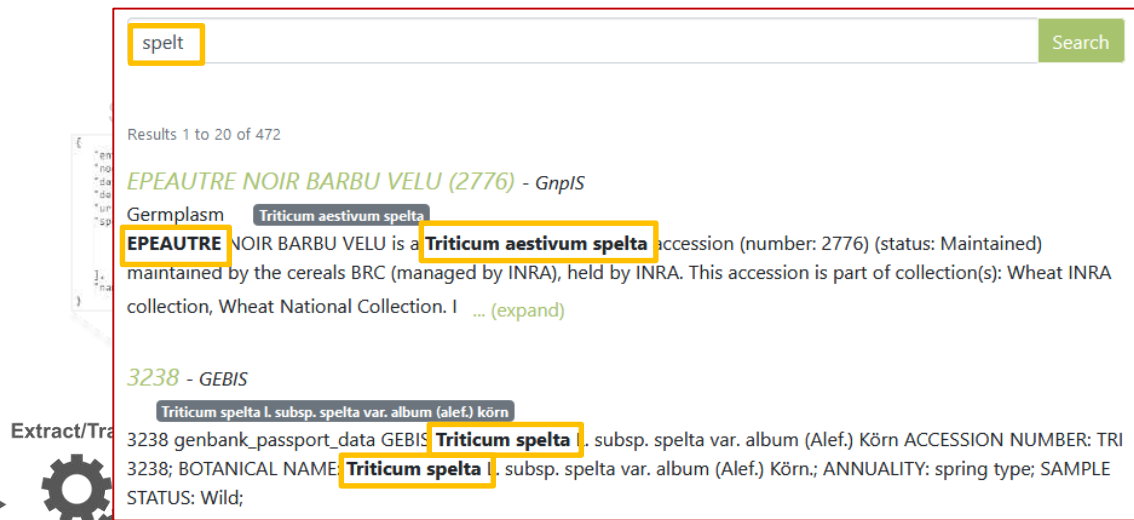 spelt
Search
Results 1 to 20 of 472
EPEAUTRE NOIR BARBU VELU (2776) - GnpIS
Germplasm Triticum aestivum spelta
EPEAUTRE NOIR BARBU VELU is a Triticum aestivum spelta accession (number: 2776) (status: Maintained)
maintained by the cereals BRC (managed by INRA), held by INRA. This accession is part of collection(s): Wheat INRA
collection, Wheat National Collection. I ... (expand)
3238 - GEBIS
Triticum spelta l. subsp. spelta var. album (alef.) körn
Extract/Tra
3238 genbank_passport_data GEBIS Triticum spelta L. subsp. spelta var. album (Alef.) Körn ACCESSION NUMBER: TRI
3238; BOTANICAL NAME: Triticum spelta L. subsp. spelta var. album (Alef.) Körn.; ANNUALITY: spring type; SAMPLE
STATUS: Wild;